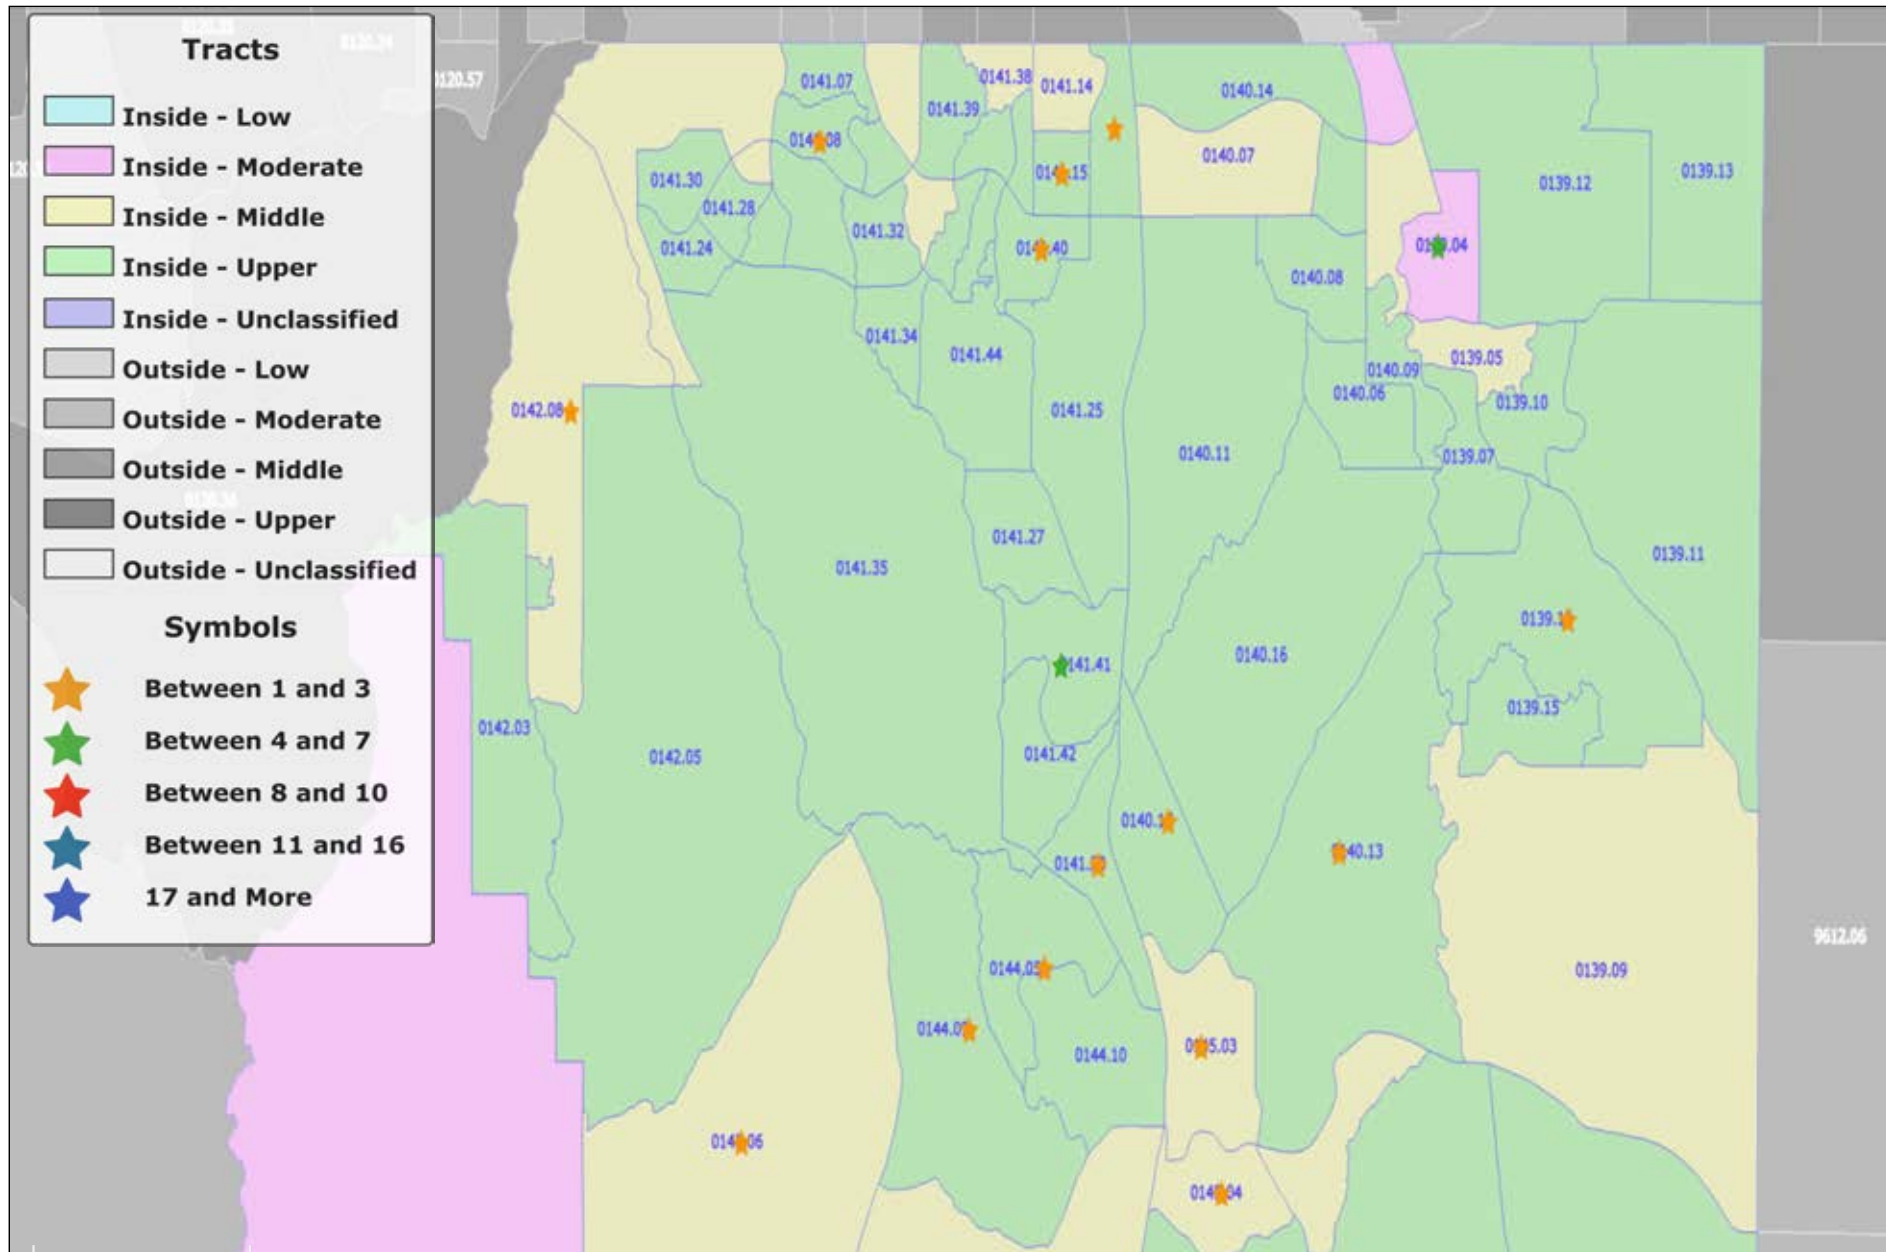 Tracts
Inside - Low
Inside - Moderate
Inside - Middle
Inside - Upper
Inside - Unclassified
Outside - Low
Outside - Moderate
Outside - Middle
Outside - Upper
Outside - Unclassified
Symbols
Between 1 and 3
Between 4 and 7
Between 8 and 10
Between 11 and 16
17 and More
0120.24
0120.57
0141.07
0141.38
0141.39
0141.14
0140.14
0140.07
0139.12
0139.13
0141.30
0141.28
0141.24
0141.32
0140.08
0141.34
0141.44
0139.05
0140.09
0140.06
0139.10
0142.08
0141.25
0140.11
0139.07
0141.27
0141.35
0139.11
0140.16
0139.15
0142.03
0142.05
0141.42
9612.06
0139.09
0144.10